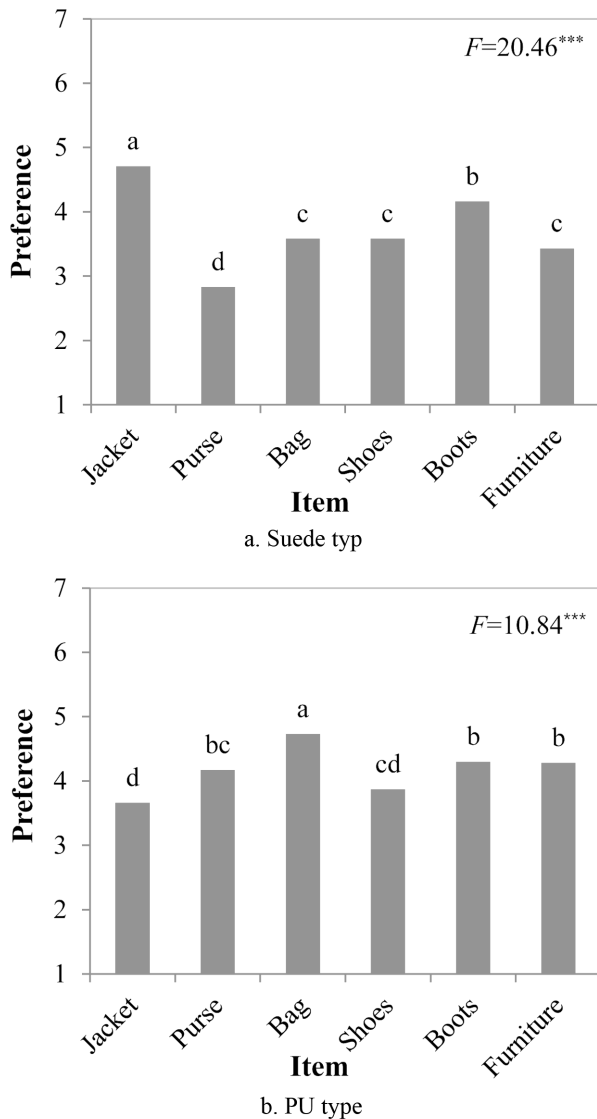 7
F=20.46***
6
5
4
3
2
1
Preference
a
d
c
c
b
c
Jacket
Purse
Bag
Shoes
Boots
Furniture
Item
a. Suede typ
7
F=10.84***
6
5
4
3
2
1
Preference
d
bc
a
cd
b
b
Jacket
Purse
Bag
Shoes
Boots
Furniture
Item
b. PU type